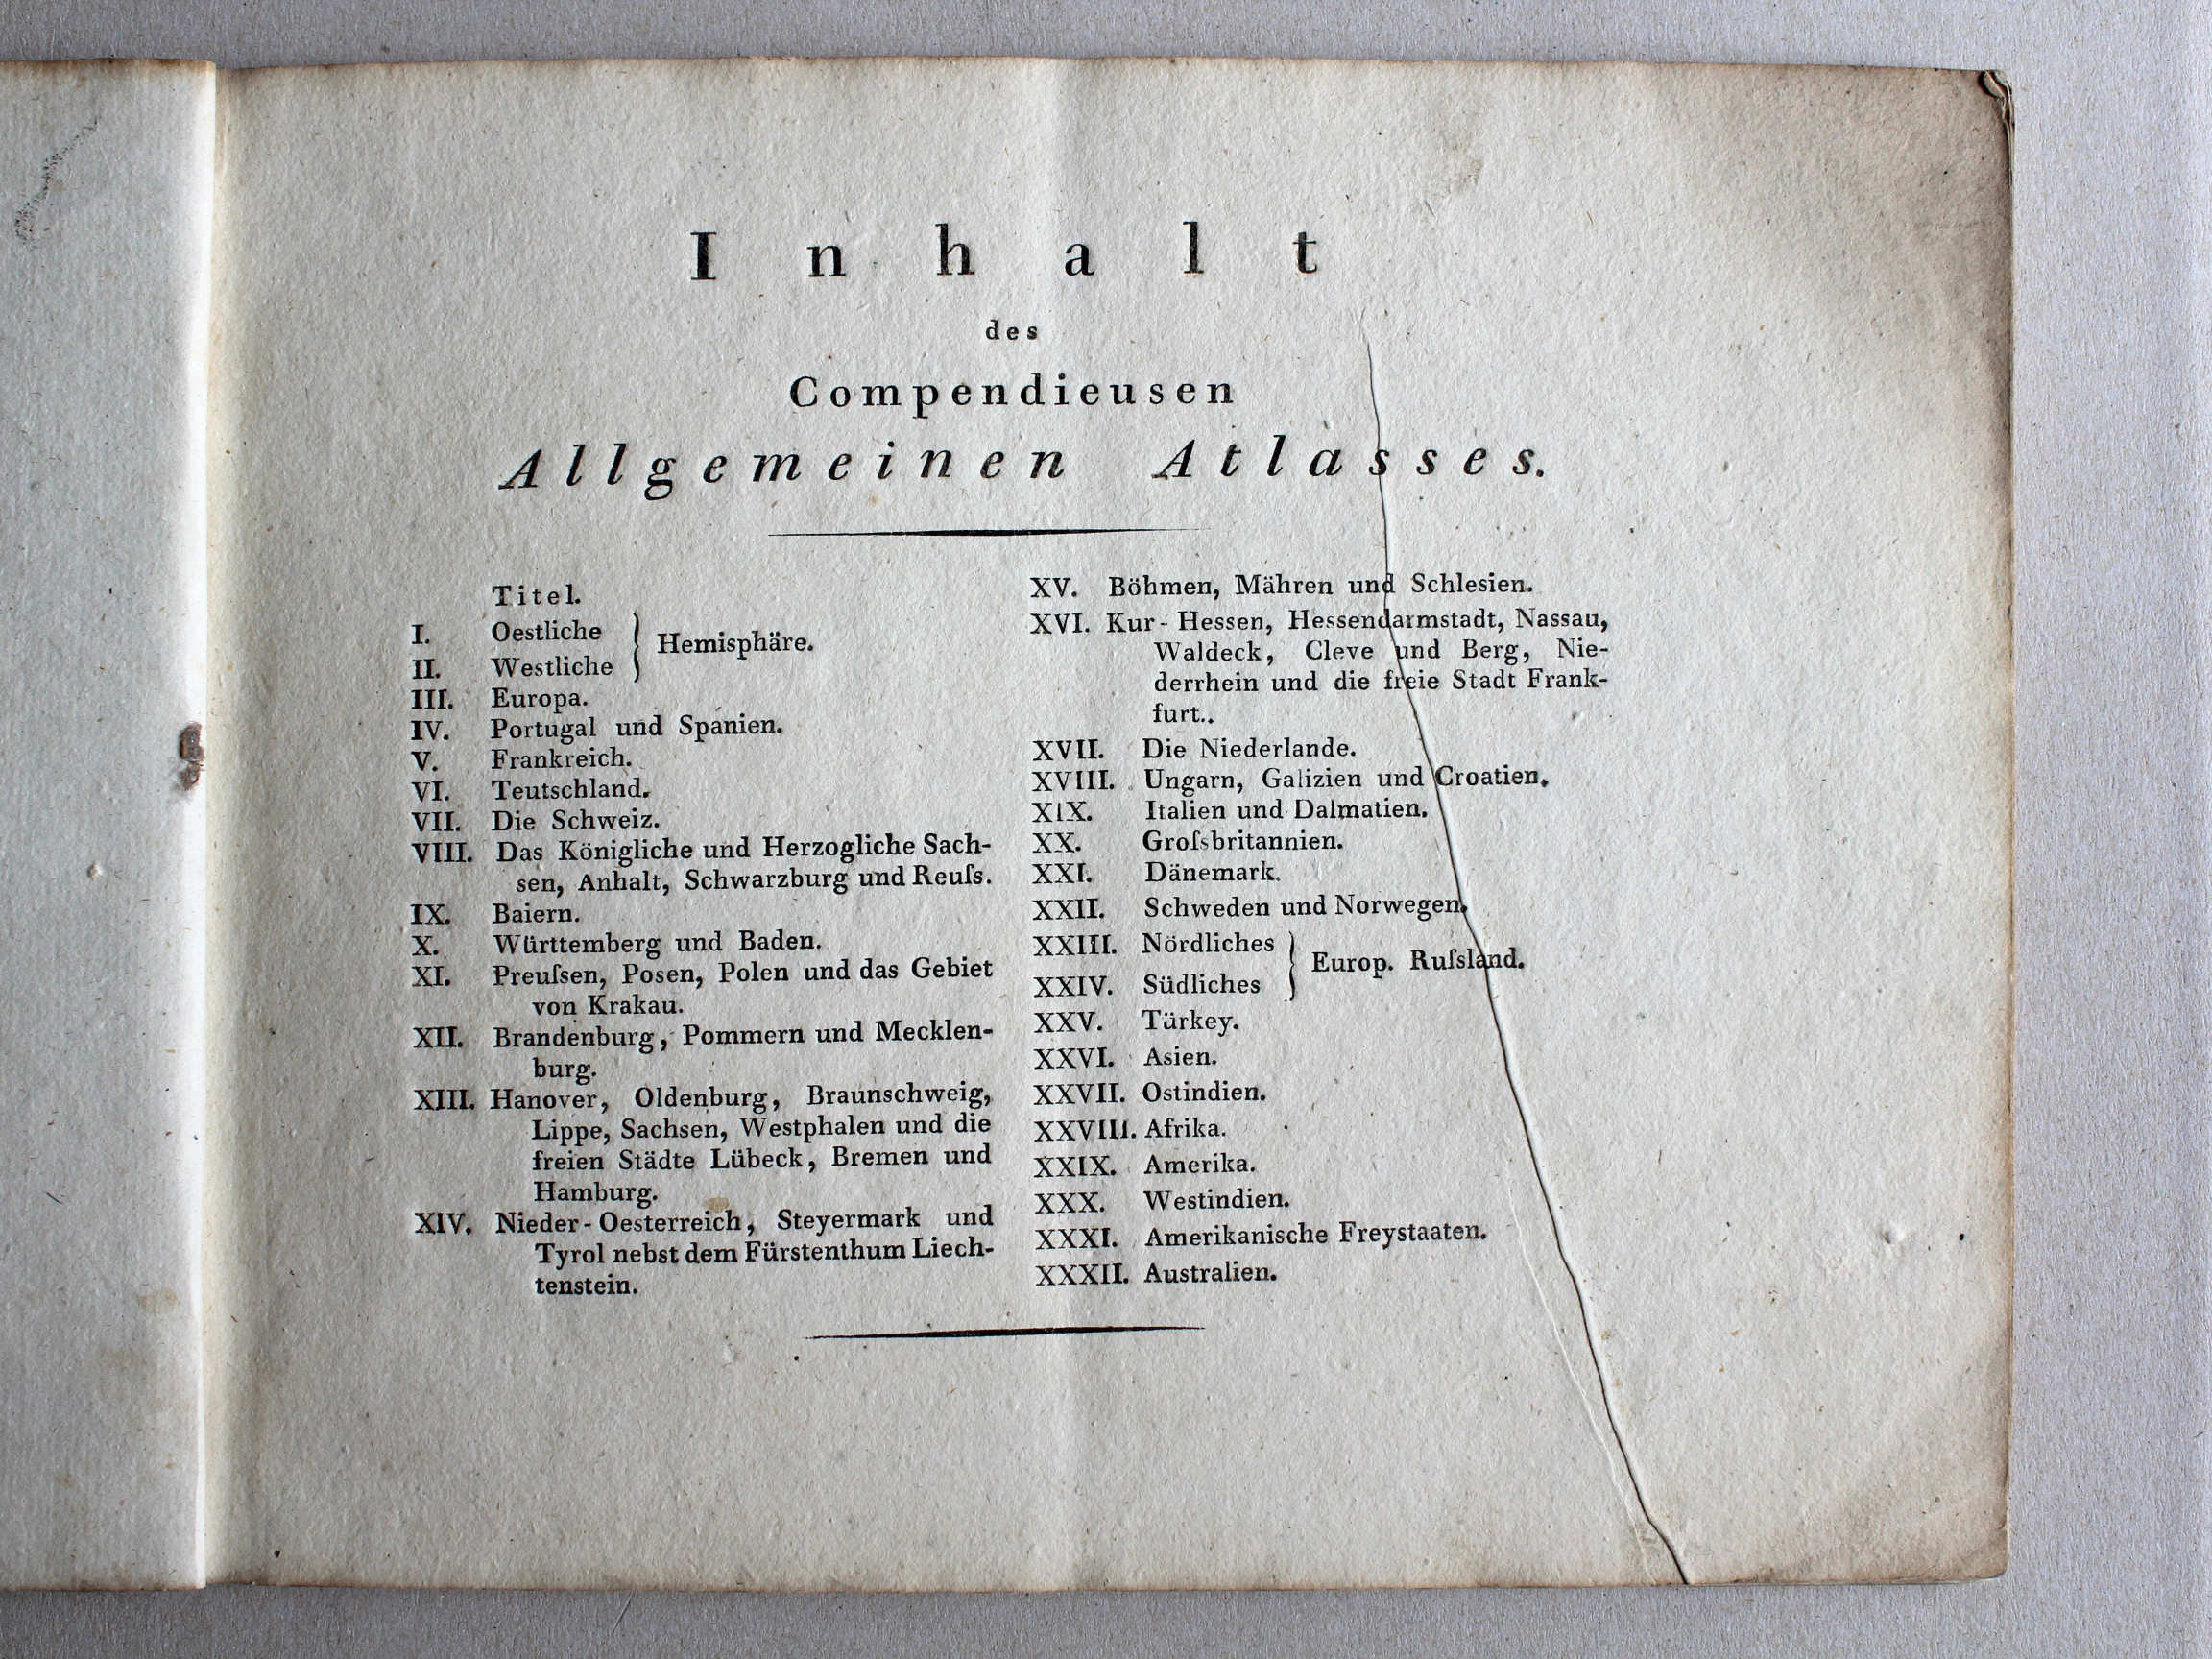 Inhalt
des
Compendieusen
Allgemeinen Atlasses.
Titel.
I. Oestliche } Hemisphäre.
II. Westliche
III. Europa.
IV. Portugal und Spanien.
V. Frankreich.
VI. Teutschland.
VII. Die Schweiz.
VIII. Das Königliche und Herzogliche Sach-
sen, Anhalt, Schwarzburg und Reuſs.
IX. Baiern.
X. Württemberg und Baden.
XI. Preuſsen, Posen, Polen und das Gebiet
von Krakau.
XII. Brandenburg, Pommern und Mecklen-
burg.
XIII. Hanover, Oldenburg, Braunschweig,
Lippe, Sachsen, Westphalen und die
freien Städte Lübeck, Bremen und
Hamburg.
XIV. Nieder-Oesterreich, Steyermark und
Tyrol nebst dem Fürstenthum Liech-
tenstein.
XV. Böhmen, Mähren und Schlesien.
XVI. Kur-Hessen, Hessendarmstadt, Nassau,
Waldeck, Cleve und Berg, Nie-
derrhein und die freie Stadt Frank-
furt..
XVII. Die Niederlande.
XVIII. Ungarn, Galizien und Croatien.
XIX. Italien und Dalmatien.
XX. Groſsbritannien.
XXI. Dänemark.
XXII. Schweden und Norwegen.
XXIII. Nördliches } Europ. Ruſsland.
XXIV. Südliches
XXV. Türkey.
XXVI. Asien.
XXVII. Ostindien.
XXVIII. Afrika.
XXIX. Amerika.
XXX. Westindien.
XXXI. Amerikanische Freystaaten.
XXXII. Australien.